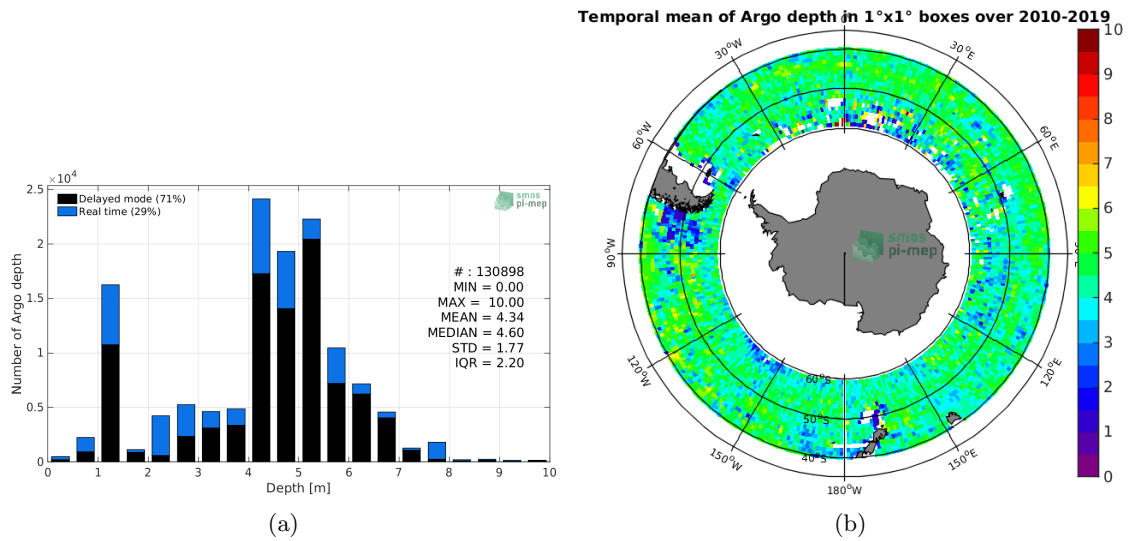 Temporal mean of Argo depth in 1°x1° boxes over 2010-2019
×10⁴
2.5
2
1.5
1
0.5
0
Number of Argo depth
Delayed mode (71%)
Real time (29%)
smos
pi-mep
# : 130898
MIN = 0.00
MAX = 10.00
MEAN = 4.34
MEDIAN = 4.60
STD = 1.77
IQR = 2.20
0 1 2 3 4 5 6 7 8 9 10
Depth [m]
(a)
0°
30°W
30°E
60°W
60°E
90°W
120°W
120°E
150°W
150°E
180°W
60°S
50°S
40°S
smos
pi-mep
10
9
8
7
6
5
4
3
2
1
0
(b)